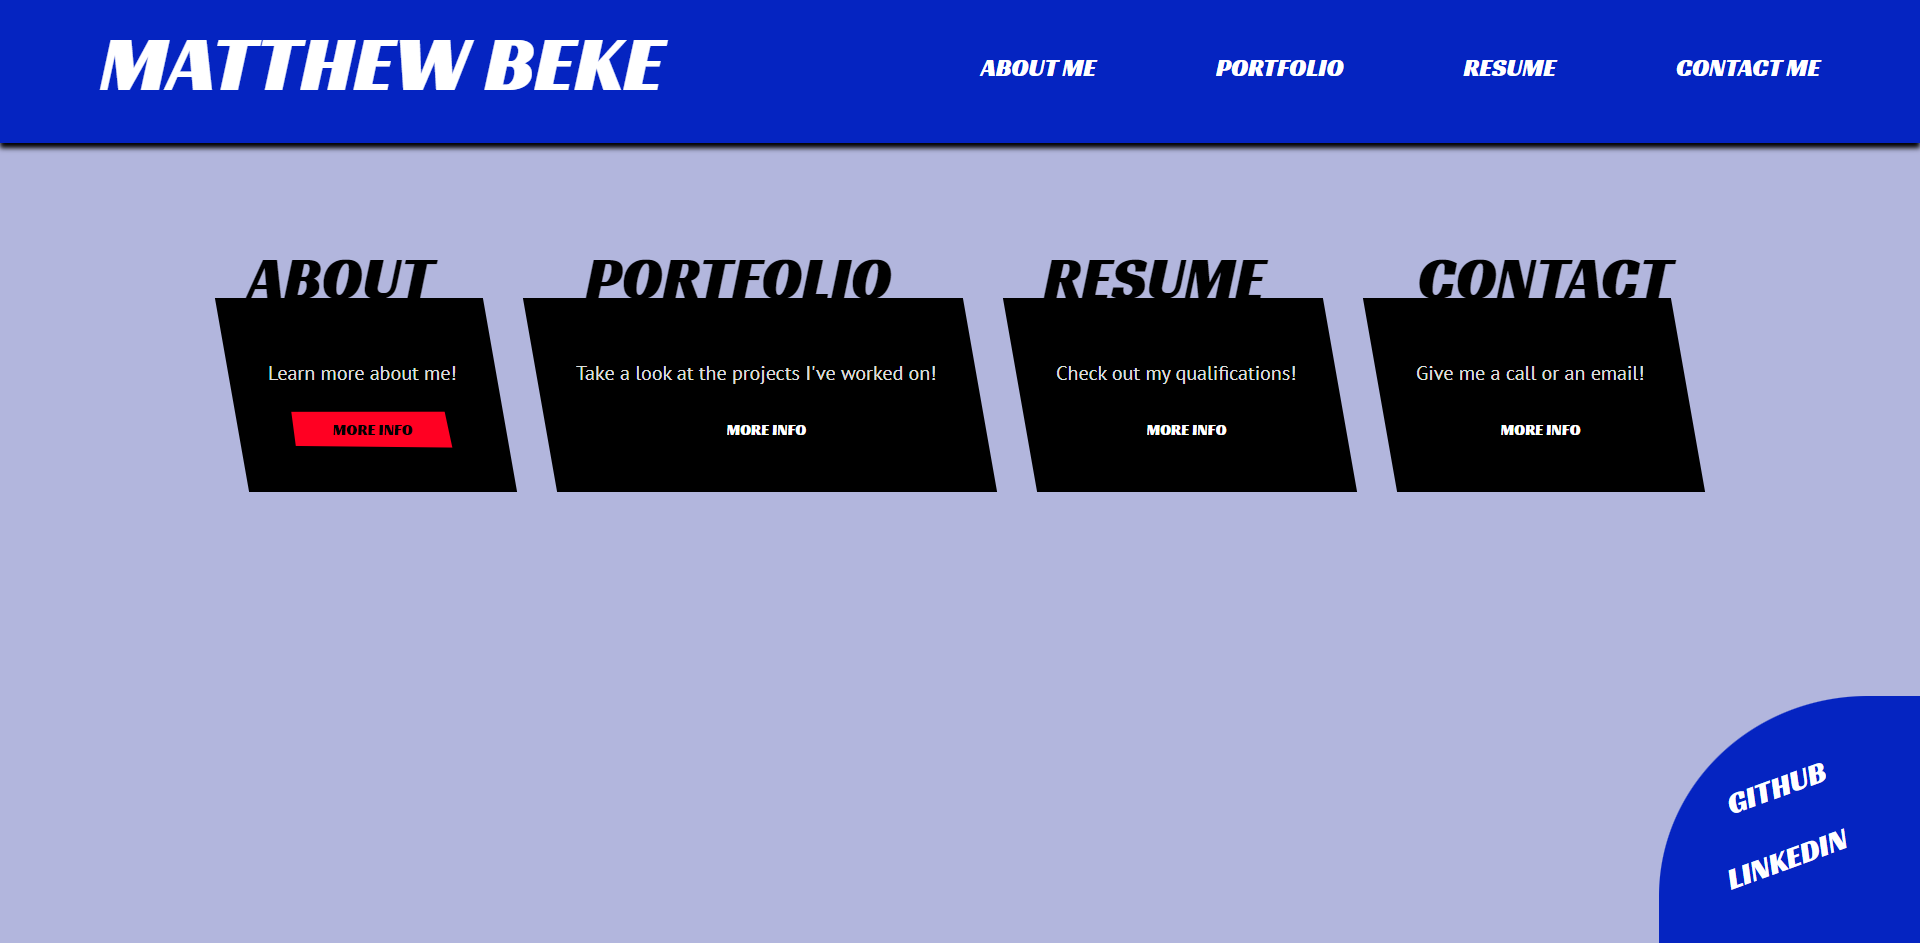 MATTHEW BEKE
ABOUT ME PORTFOLIO RESUME CONTACT ME
ABOUT
Learn more about me!
MORE INFO
PORTFOLIO
Take a look at the projects I've worked on!
MORE INFO
RESUME
Check out my qualifications!
MORE INFO
CONTACT
Give me a call or an email!
MORE INFO
GITHUB
LINKEDIN